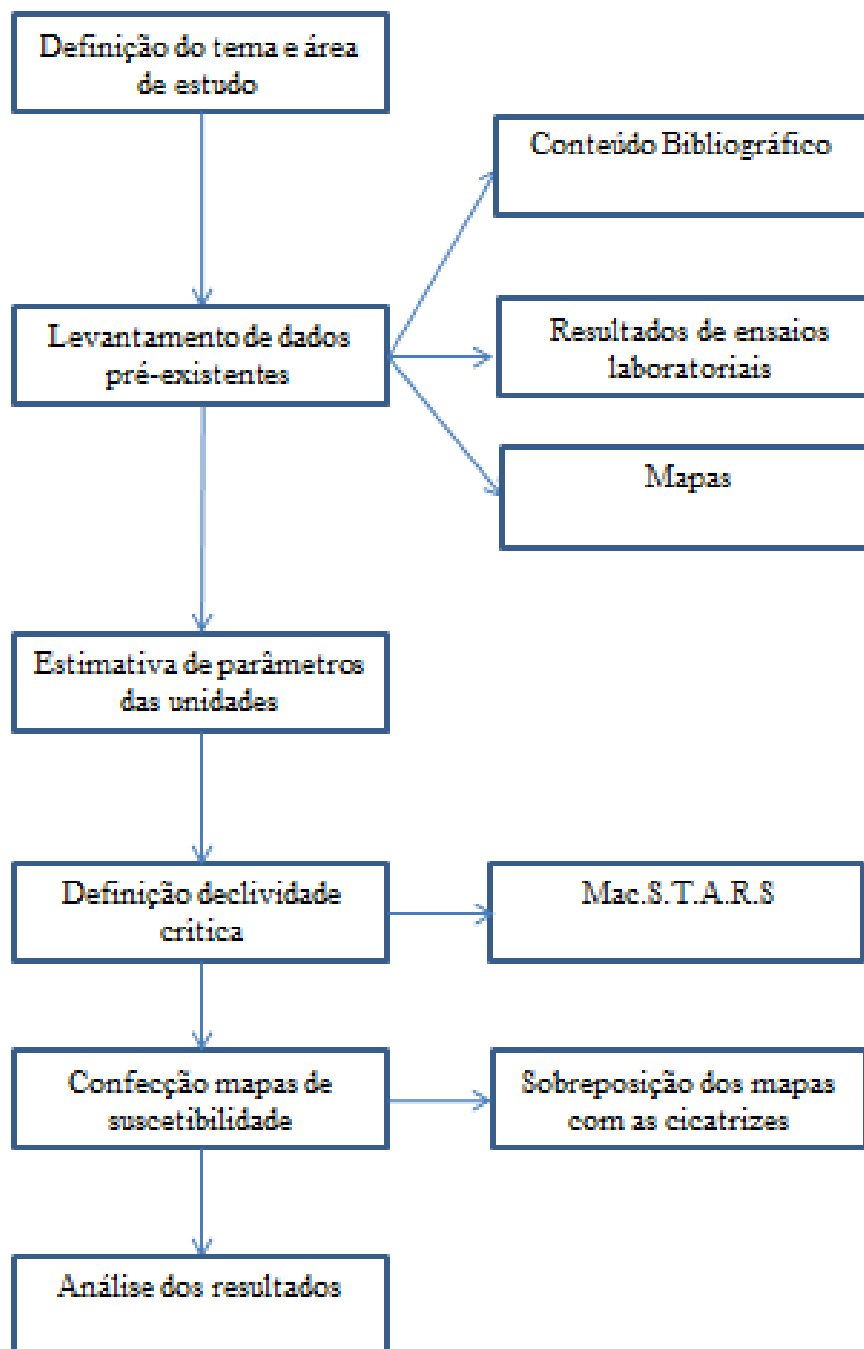 Definição do tema e área
de estudo
Conteúdo Bibliográfico
Levantamento de dados
pré-existentes
Resultados de ensaios
laboratoriais
Mapas
Estimativa de parâmetros
das unidades
Definição declividade
critica
Mac.S.T.A.R.S
Confecção mapas de
suscetibilidade
Sobreposição dos mapas
com as cicatrizes
Análise dos resultados